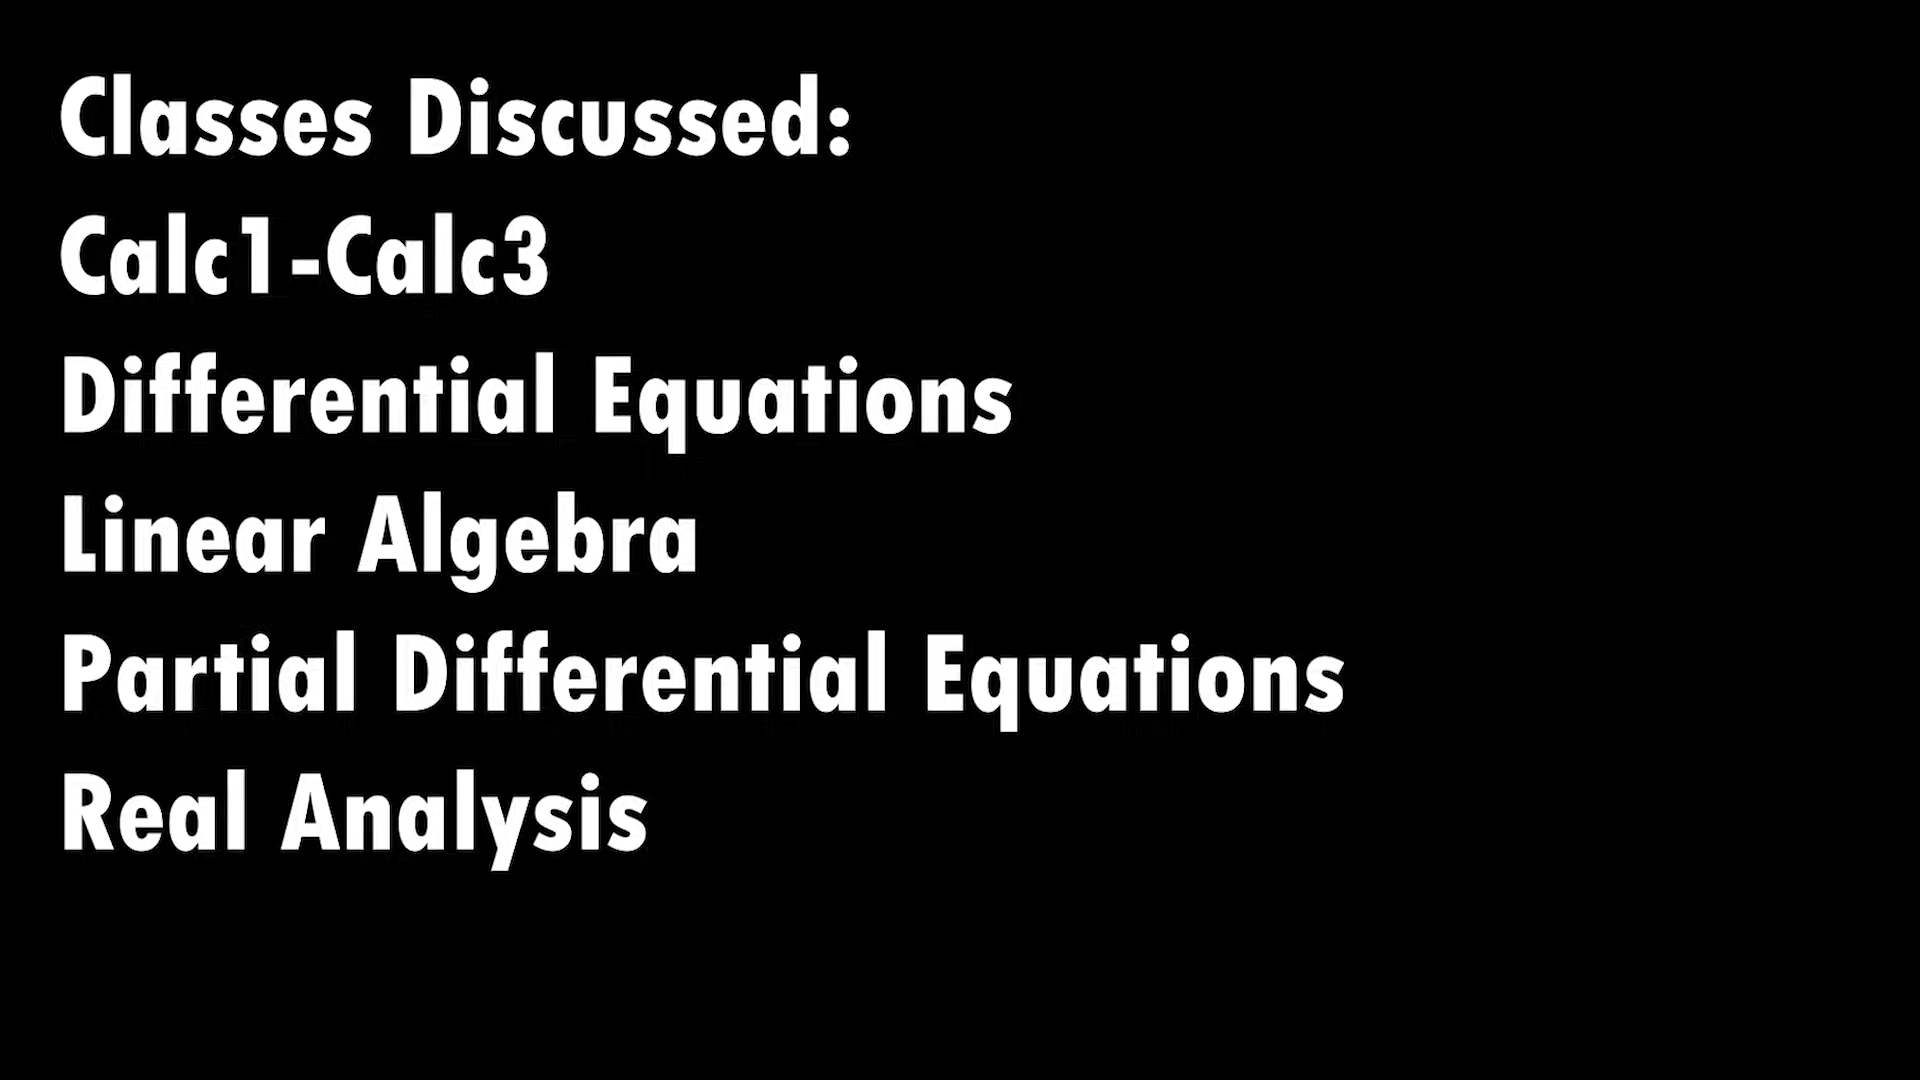 Classes Discussed:
Calc1-Calc3
Differential Equations
Linear Algebra
Partial Differential Equations
Real Analysis